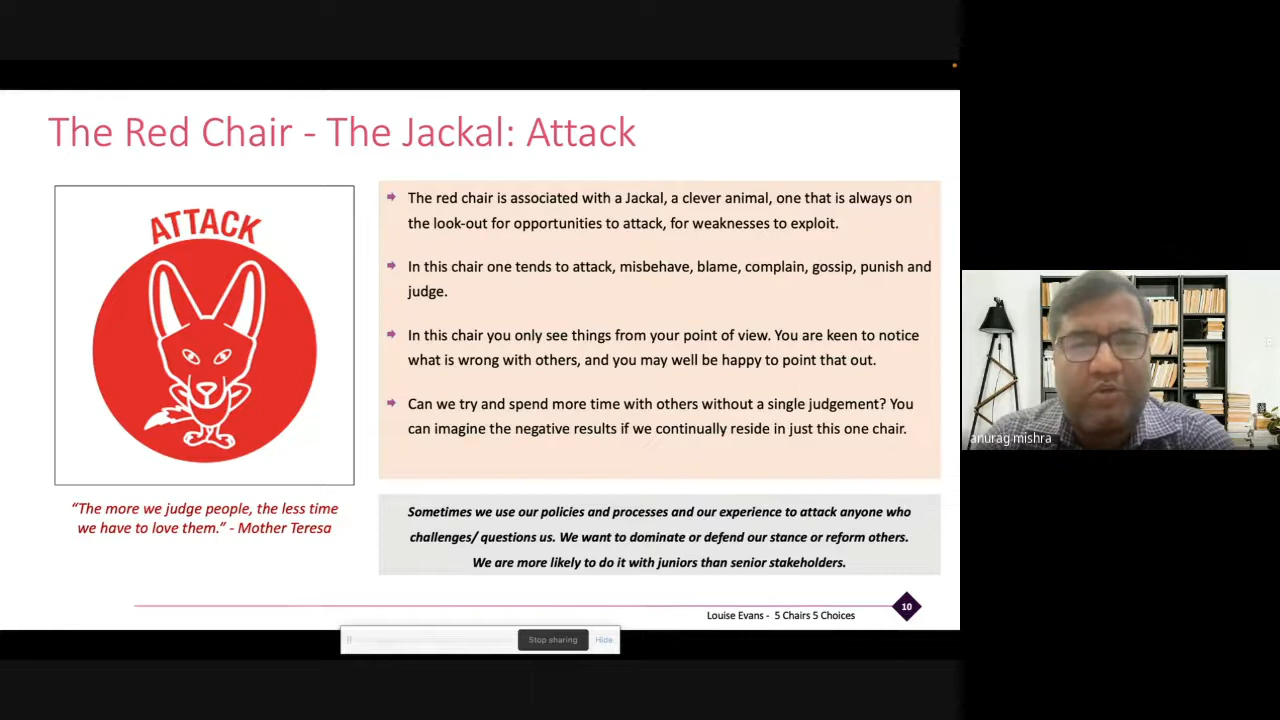 The Red Chair - The Jackal: Attack
ATTACK
The red chair is associated with a Jackal, a clever animal, one that is always on
the look-out for opportunities to attack, for weaknesses to exploit.
In this chair one tends to attack, misbehave, blame, complain, gossip, punish and
judge.
In this chair you only see things from your point of view. You are keen to notice
what is wrong with others, and you may well be happy to point that out.
Can we try and spend more time with others without a single judgement? You
can imagine the negative results if we continually reside in just this one chair.
“The more we judge people, the less time
we have to love them.” - Mother Teresa
Sometimes we use our policies and processes and our experience to attack anyone who
challenges/ questions us. We want to dominate or defend our stance or reform others.
We are more likely to do it with juniors than senior stakeholders.
Louise Evans -  5 Chairs 5 Choices
10
Stop sharing
Hide
anurag mishra